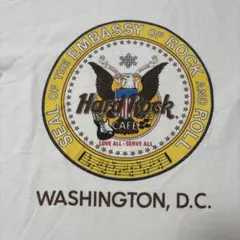 SEAL OF THE EMBASSY OF ROCK AND ROLL
Hard Rock
CAFE
LOVE ALL - SERVE ALL
WASHINGTON, D.C.